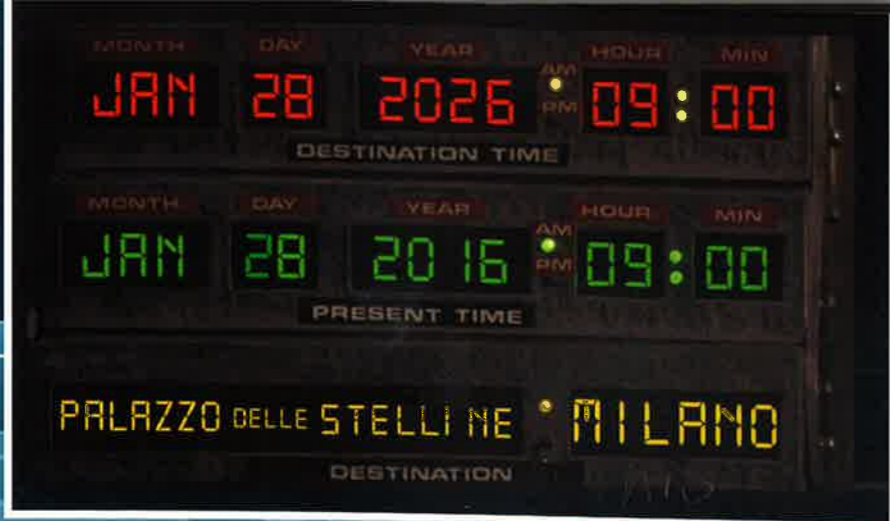 MONTH DAY YEAR AM HOUR MIN
JAN 28 2026 PM 09:00
DESTINATION TIME
MONTH DAY YEAR AM HOUR MIN
JAN 28 2016 PM 09:00
PRESENT TIME
PALAZZO DELLE STELLINE MILANO
DESTINATION